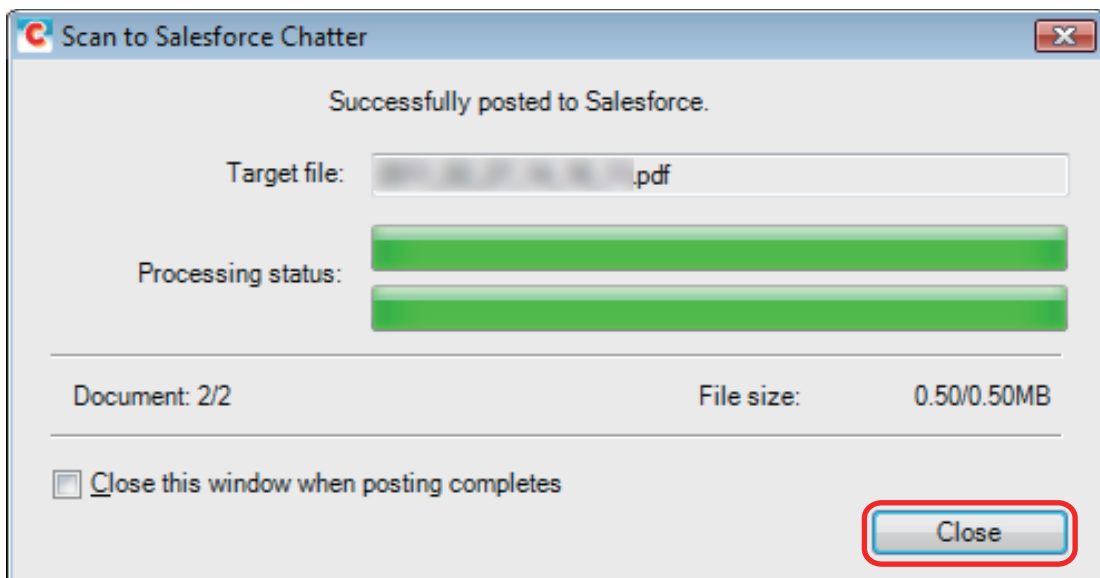 Scan to Salesforce Chatter
Successfully posted to Salesforce.
Target file: .pdf
Processing status:
Document: 2/2 File size: 0.50/0.50MB
Close this window when posting completes
Close